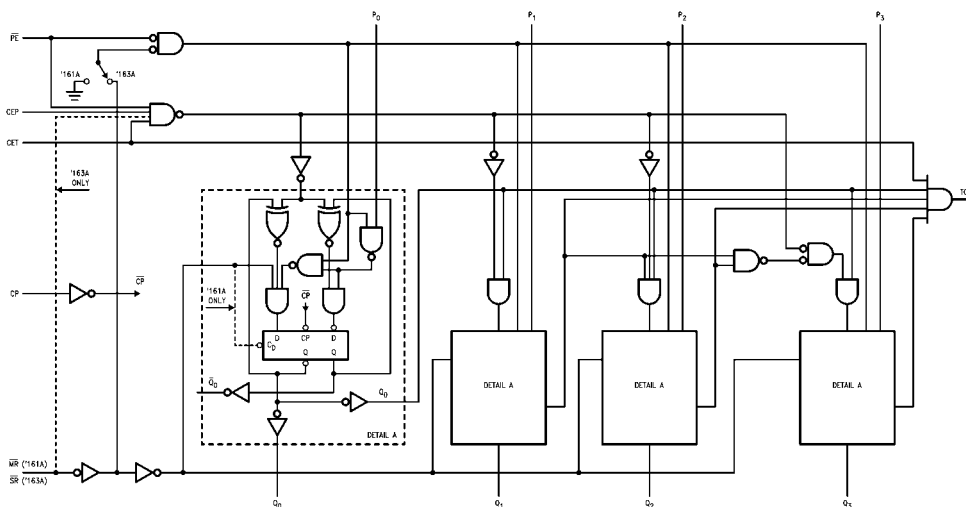 P0 P1 P2 P3
PE
'161A '163A
CEP
CET
TC
'163A
ONLY
CP CP
'161A
ONLY
CP
D CP D
CD Q Q
Q0 Q0
DETAIL A
DETAIL A
DETAIL A
DETAIL A
MR ('161A)
SR ('163A)
Q0 Q1 Q2 Q3